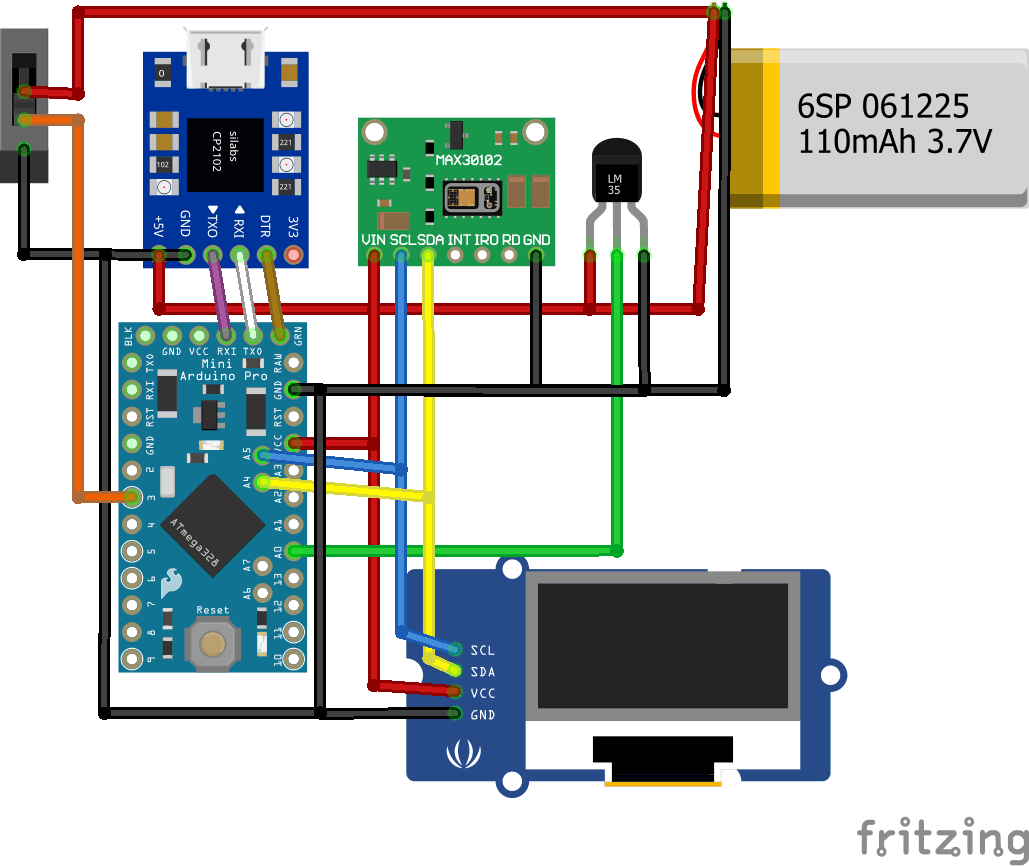 0
102
221
221
silabs
CP2102
+5V
GND
TXO
RXI
DTR
3V3
MAX30102
VIN SCL SDA INT IRO RD GND
LM
35
6SP 061225
110mAh 3.7V
BLK
GND VCC RXI TXO
GRN
Mini
Arduino Pro
TXO
RXI
RST
GND
2
3
4
5
6
7
8
9
RAW
GND
RST
VCC
A3
A2
A1
A0
13
12
11
10
A5
A4
A7
A6
ATmega328
Reset
SCL
SDA
VCC
GND
fritzing